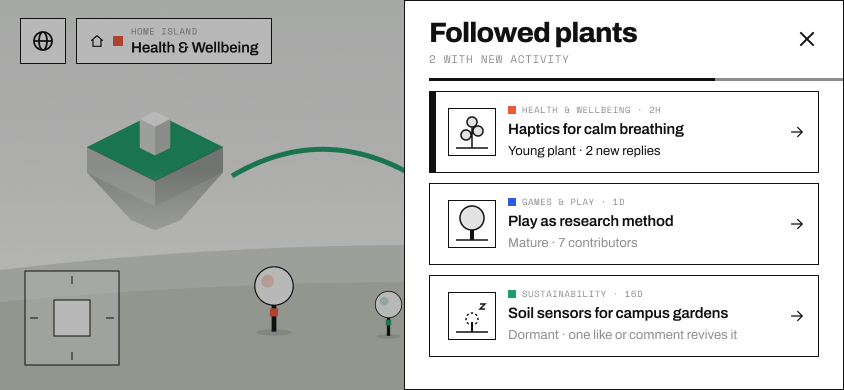 HOME ISLAND
Health & Wellbeing
Followed plants
2 WITH NEW ACTIVITY
HEALTH & WELLBEING · 2H
Haptics for calm breathing
Young plant · 2 new replies
GAMES & PLAY · 1D
Play as research method
Mature · 7 contributors
Z
SUSTAINABILITY · 16D
Soil sensors for campus gardens
Dormant · one like or comment revives it